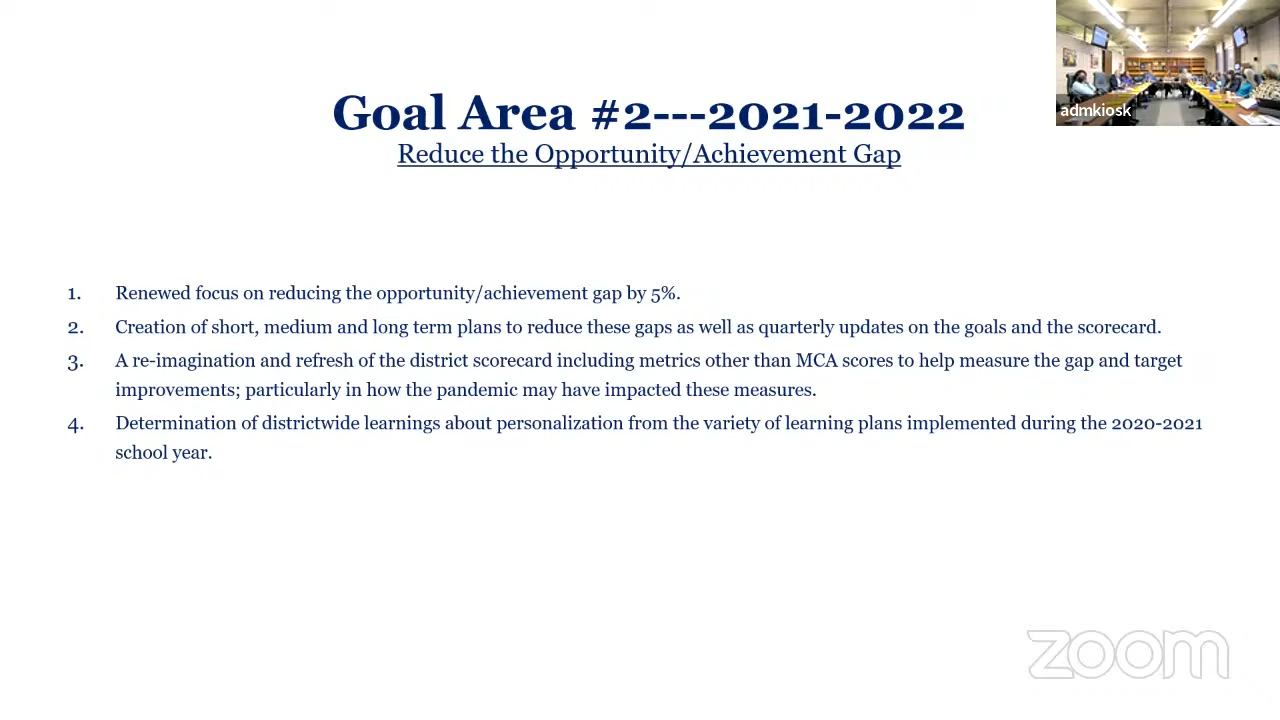 admkiosk
Goal Area #2---2021-2022
Reduce the Opportunity/Achievement Gap
1. Renewed focus on reducing the opportunity/achievement gap by 5%.
2. Creation of short, medium and long term plans to reduce these gaps as well as quarterly updates on the goals and the scorecard.
3. A re-imagination and refresh of the district scorecard including metrics other than MCA scores to help measure the gap and target
improvements; particularly in how the pandemic may have impacted these measures.
4. Determination of districtwide learnings about personalization from the variety of learning plans implemented during the 2020-2021
school year.
zoom